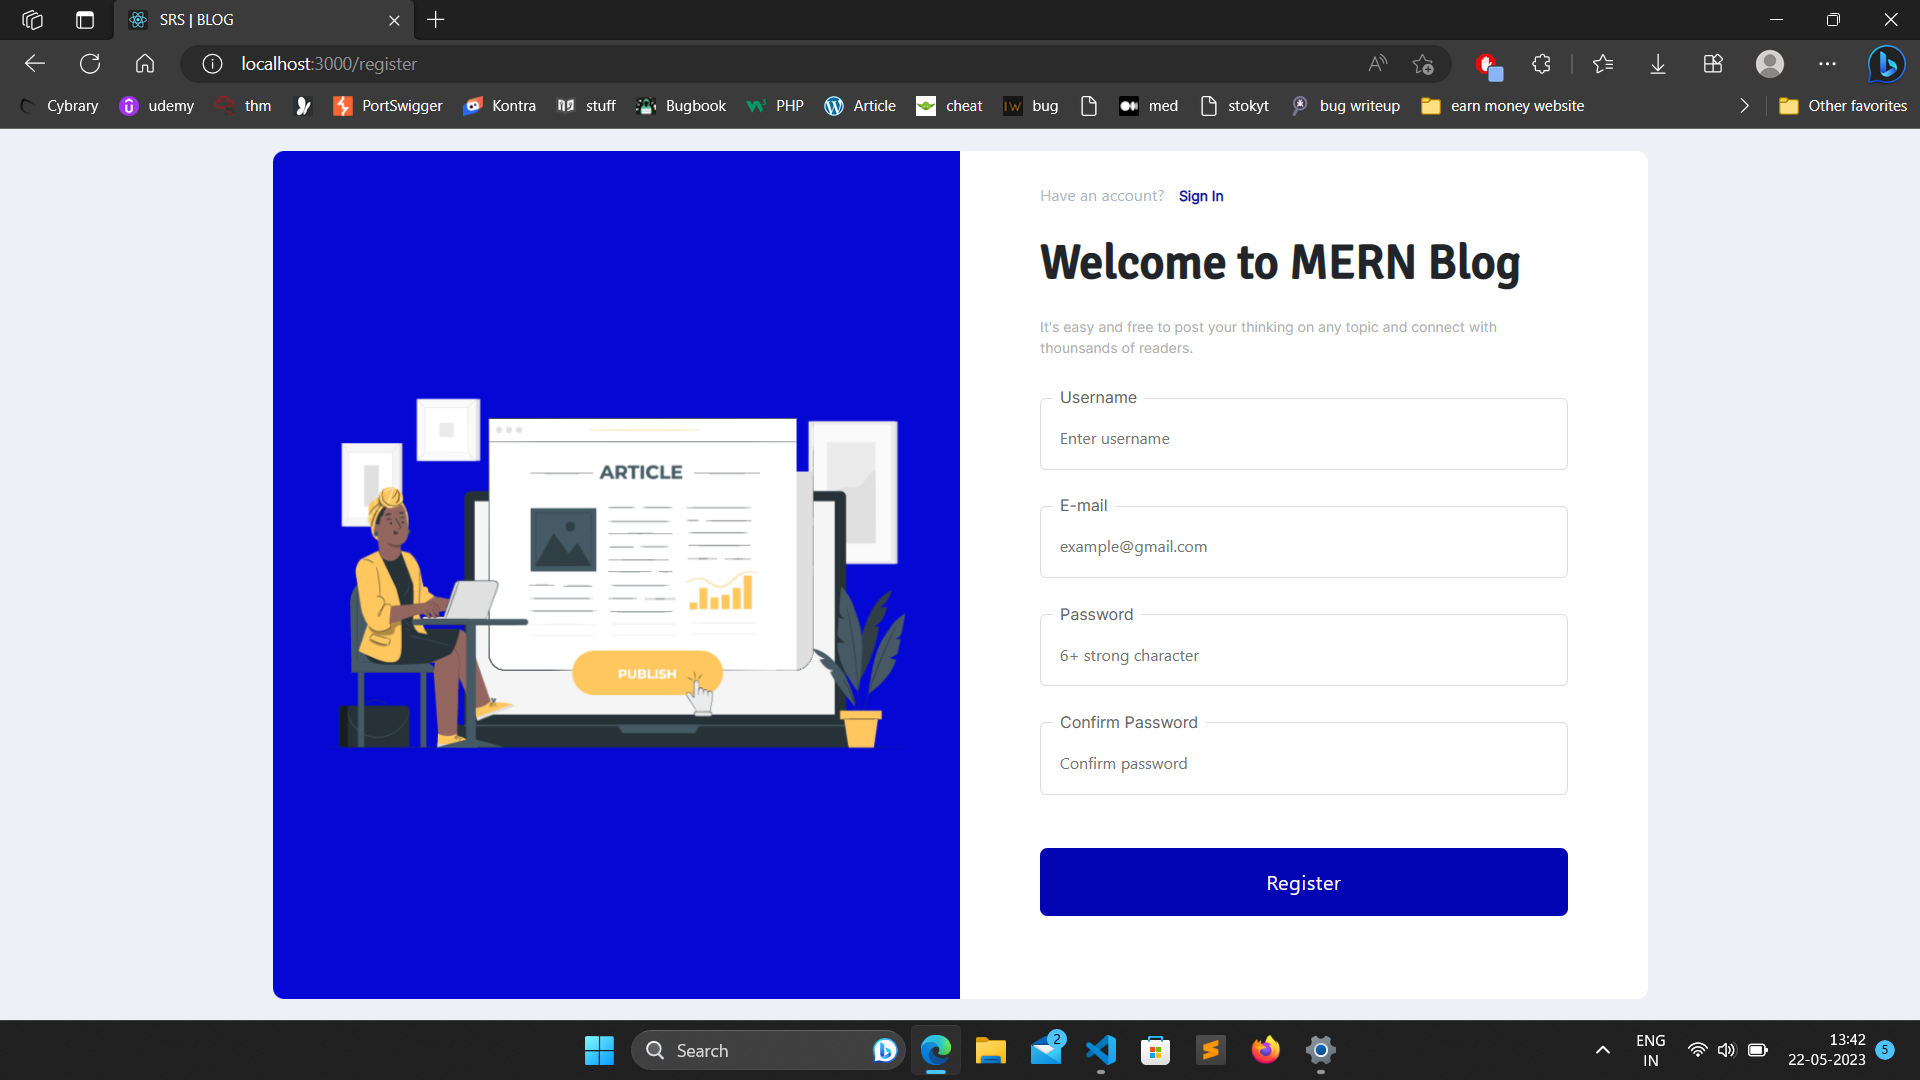 SRS | BLOG
localhost:3000/register
Cybrary
udemy
thm
PortSwigger
Kontra
stuff
Bugbook
PHP
Article
cheat
bug
med
stokyt
bug writeup
earn money website
Other favorites
Have an account? Sign In
Welcome to MERN Blog
It's easy and free to post your thinking on any topic and connect with
thounsands of readers.
Username
Enter username
E-mail
example@gmail.com
Password
6+ strong character
Confirm Password
Confirm password
Register
ARTICLE
PUBLISH
Search
2
ENG
IN
13:42
22-05-2023
5